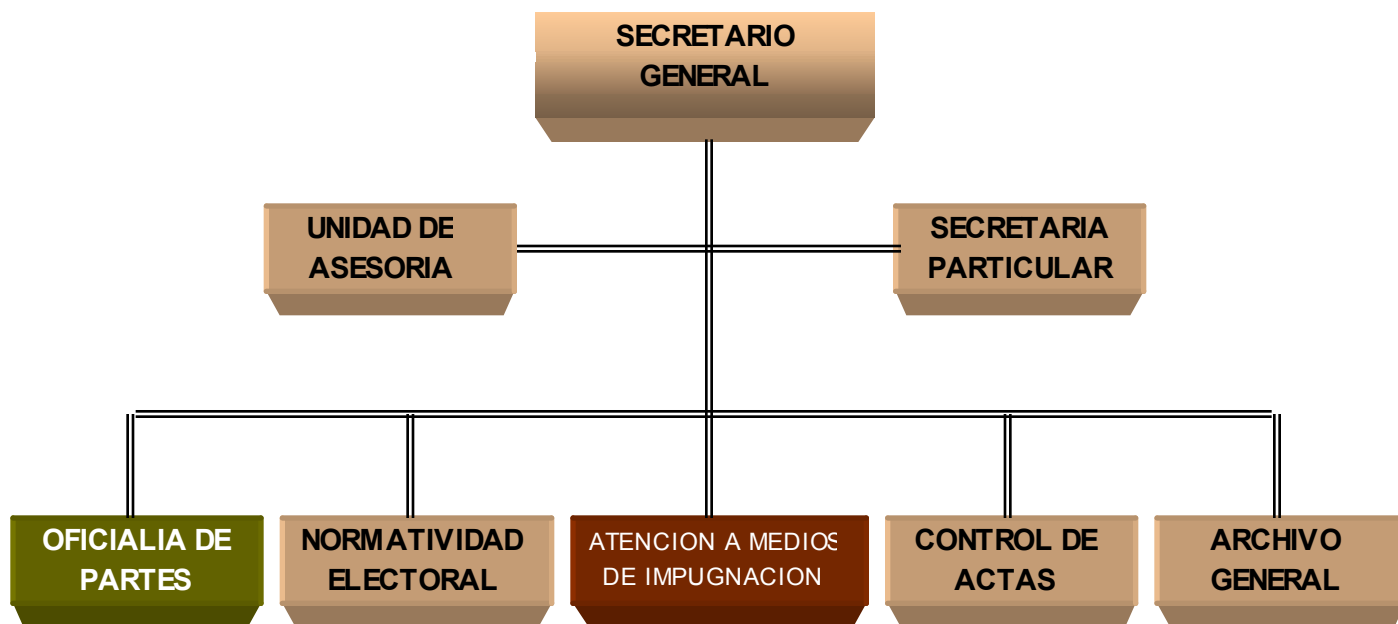 SECRETARIO
GENERAL
UNIDAD DE
ASESORIA
SECRETARIA
PARTICULAR
OFICIALIA DE
PARTES
NORMATIVIDAD
ELECTORAL
ATENCION A MEDIOS
DE IMPUGNACION
CONTROL DE
ACTAS
ARCHIVO
GENERAL